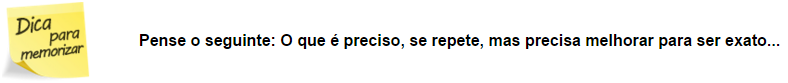 Dica
para
memorizar
Pense o seguinte: O que é preciso, se repete, mas precisa melhorar para ser exato...